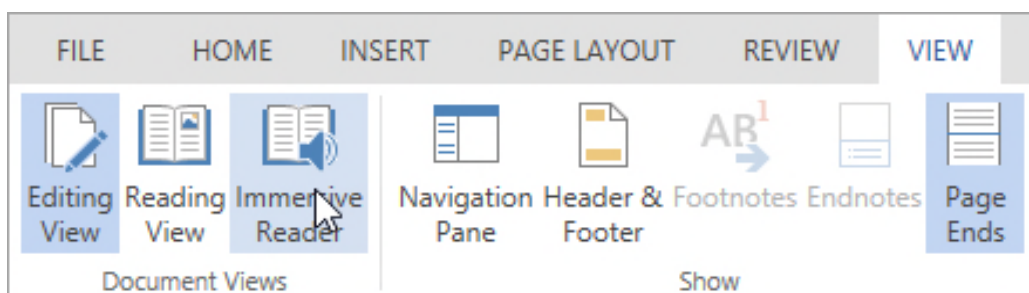 FILE HOME INSERT PAGE LAYOUT REVIEW VIEW
AB1
Editing View
Reading View
Immersive Reader
Navigation Pane
Header & Footer
Footnotes
Endnotes
Page Ends
Document Views
Show